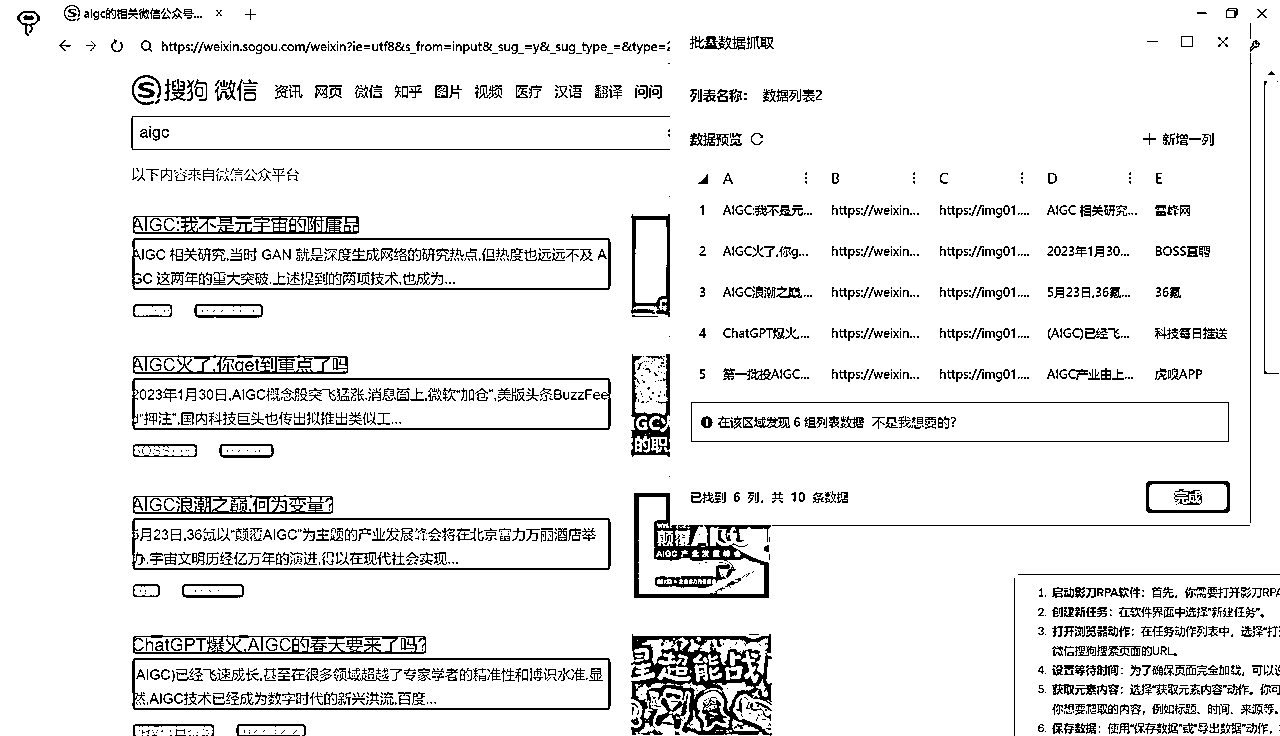 aigc的相关微信公众号...
https://weixin.sogou.com/weixin?ie=utf8&s_from=input&_sug_=y&_sug_type_=&type=2
搜狗 微信 资讯 网页 微信 知乎 图片 视频 医疗 汉语 翻译 问问
aigc
以下内容来自微信公众平台
AIGC:我不是元宇宙的附属品
AIGC 相关研究,当时 GAN 就是深度生成网络的研究热点,但热度也远远不及 A
GC 这两年的重大突破.上述提到的两项技术,也成为...
AIGC火了,你get到重点了吗
2023年1月30日,AIGC概念股突飞猛涨.消息面上,微软“加仓”,美版头条BuzzFee
d“押注”,国内科技巨头也传出拟推出类似工...
AIGC浪潮之巅,何为变量?
5月23日,36氪以“颠覆AIGC”为主题的产业发展峰会将在北京富力万丽酒店举
办.宇宙文明历经亿万年的演进,得以在现代社会实现...
颠覆AIGC
AIGC产业发展峰会
ChatGPT爆火,AIGC的春天要来了吗?
(AIGC)已经飞速成长,甚至在很多领域超越了专家学者的精准性和博识水准.显
然,AIGC技术已经成为数字时代的新兴洪流,百度...
星超能战
批量数据抓取
列表名称: 数据列表2
数据预览
新增一列
A B C D E
1 AIGC:我不是元... https://weixin... https://img01.... AIGC 相关研究... 雷峰网
2 AIGC火了,你g... https://weixin... https://img01.... 2023年1月30... BOSS直聘
3 AIGC浪潮之巅,... https://weixin... https://img01.... 5月23日,36氪... 36氪
4 ChatGPT爆火,... https://weixin... https://img01.... (AIGC)已经飞... 科技每日推送
5 第一批投AIGC... https://weixin... https://img01.... AIGC产业由上... 虎嗅APP
在该区域发现 6 组列表数据 不是我想要的?
已找到 6 列, 共 10 条数据
完成
1. 启动影刀RPA软件：首先，你需要打开影刀RPA
2. 创建新任务：在软件界面中选择“新建任务”。
3. 打开浏览器动作：在任务动作列表中，选择“打
微信搜狗搜索页面的URL。
4. 设置等待时间：为了确保页面完全加载，可以
5. 获取元素内容：选择“获取元素内容”动作。你可
你想要爬取的内容，例如标题、时间、来源等。
6. 保存数据：使用“保存数据”或“导出数据”动作，